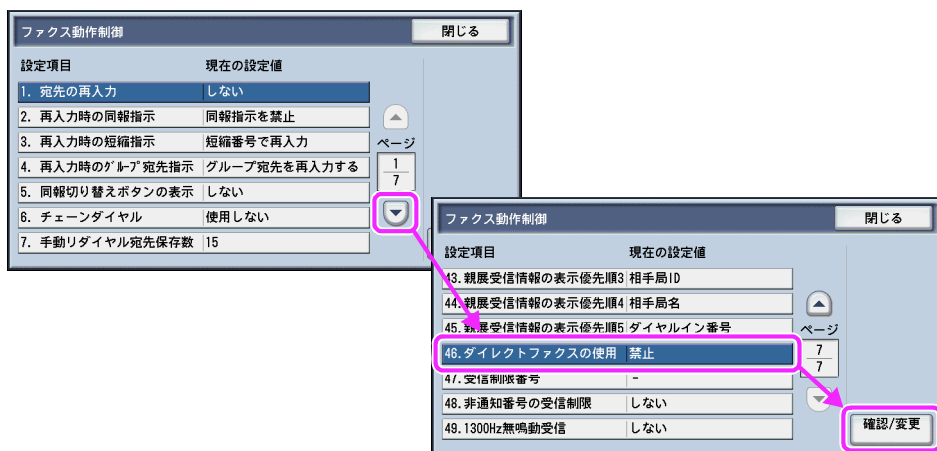 ファクス動作制御 閉じる
設定項目 現在の設定値
1. 宛先の再入力 しない
2. 再入力時の同報指示 同報指示を禁止
3. 再入力時の短縮指示 短縮番号で再入力
4. 再入力時のグループ宛先指示 グループ宛先を再入力する
5. 同報切り替えボタンの表示 しない
6. チェーンダイヤル 使用しない
7. 手動リダイヤル宛先保存数 15
ページ
1
7
ファクス動作制御 閉じる
設定項目 現在の設定値
43.親展受信情報の表示優先順3 相手局ID
44.親展受信情報の表示優先順4 相手局名
45.親展受信情報の表示優先順5 ダイヤルイン番号
46.ダイレクトファクスの使用 禁止
47.受信制限番号 -
48.非通知番号の受信制限 しない
49.1300Hz無鳴動受信 しない
ページ
7
7
確認/変更